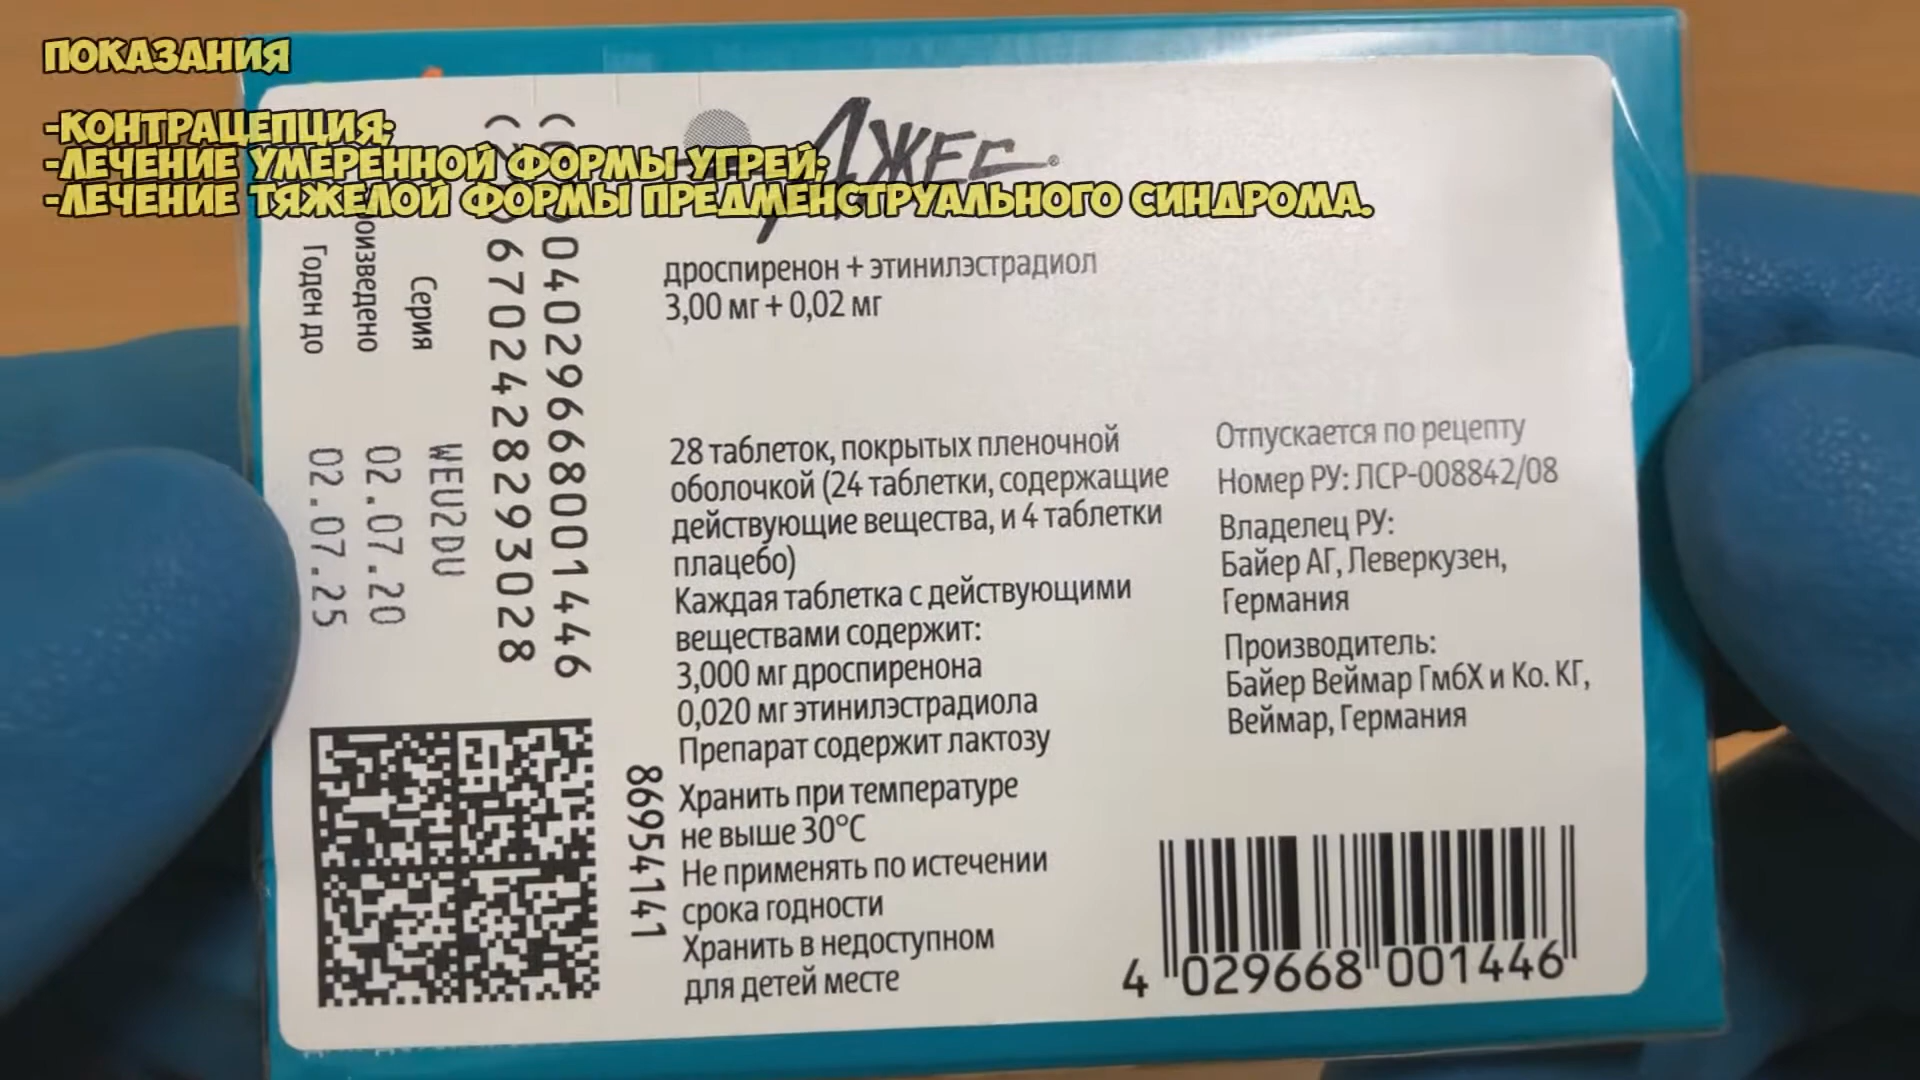 ПОКАЗАНИЯ
-КОНТРАЦЕПЦИЯ;
-ЛЕЧЕНИЕ УМЕРЕННОЙ ФОРМЫ УГРЕЙ;
-ЛЕЧЕНИЕ ТЯЖЕЛОЙ ФОРМЫ ПРЕДМЕНСТРУАЛЬНОГО СИНДРОМА.
Джес®
дроспиренон + этинилэстрадиол
3,00 мг + 0,02 мг
28 таблеток, покрытых пленочной
оболочкой (24 таблетки, содержащие
действующие вещества, и 4 таблетки
плацебо)
Каждая таблетка с действующими
веществами содержит:
3,000 мг дроспиренона
0,020 мг этинилэстрадиола
Препарат содержит лактозу
Хранить при температуре
не выше 30°C
Не применять по истечении
срока годности
Хранить в недоступном
для детей месте
Отпускается по рецепту
Номер РУ: ЛСР-008842/08
Владелец РУ:
Байер АГ, Леверкузен,
Германия
Производитель:
Байер Веймар ГмбХ и Ко. КГ,
Веймар, Германия
4 029668 001446
04029668001446
6702428293028
Серия WEU2DU
02.07.20
Годен до 02.07.25
86954141